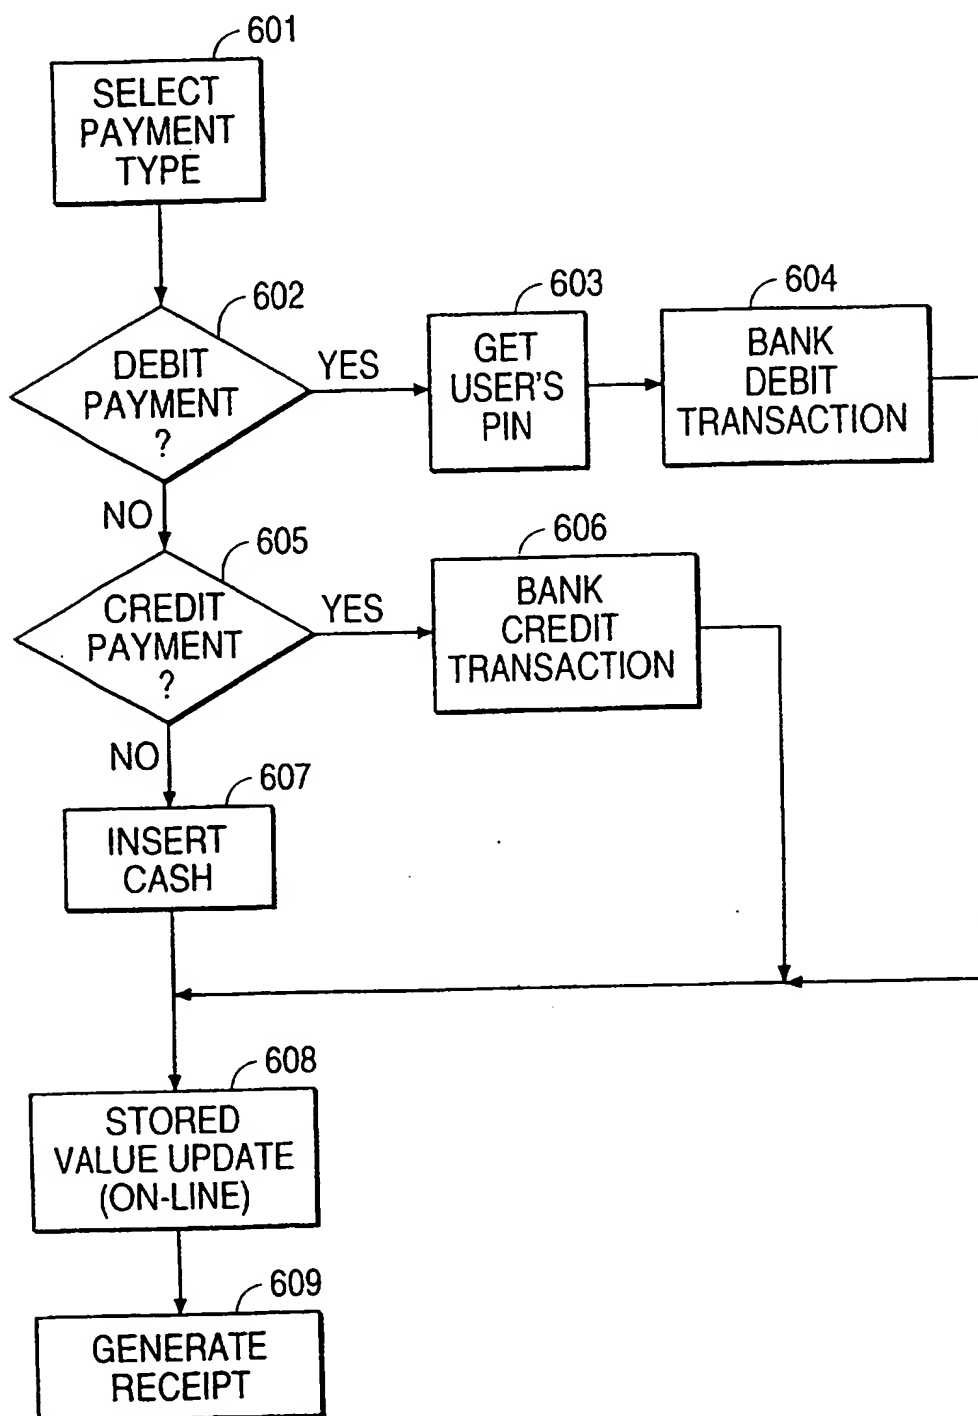 601
SELECT
PAYMENT
TYPE
602
DEBIT
PAYMENT
?
YES
603
GET
USER'S
PIN
604
BANK
DEBIT
TRANSACTION
NO
605
CREDIT
PAYMENT
?
YES
606
BANK
CREDIT
TRANSACTION
NO
607
INSERT
CASH
608
STORED
VALUE UPDATE
(ON-LINE)
609
GENERATE
RECEIPT